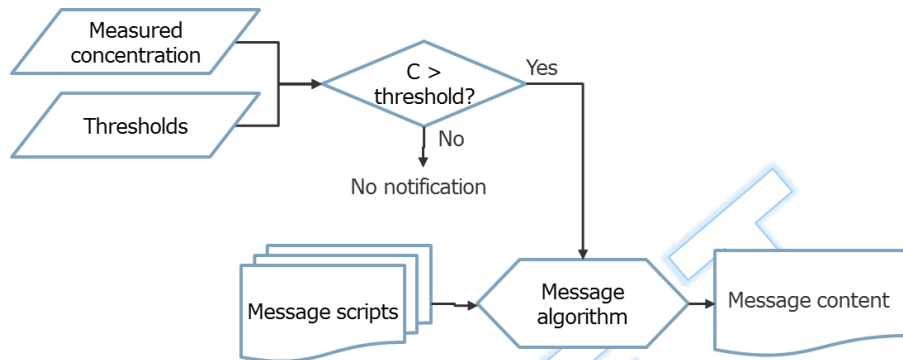 Measured
concentration
Thresholds
C >
threshold?
Yes
No
No notification
Message scripts
Message
algorithm
Message content